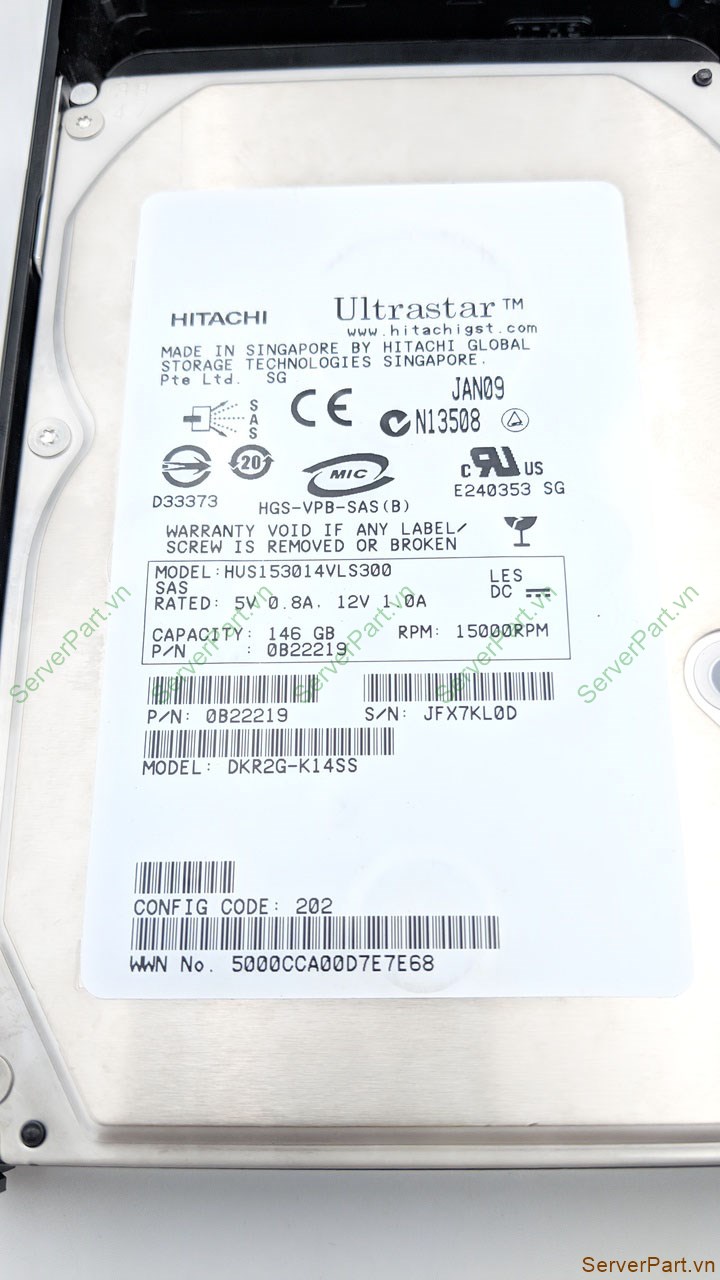 HITACHI Ultrastar™
www.hitachigst.com
MADE IN SINGAPORE BY HITACHI GLOBAL
STORAGE TECHNOLOGIES SINGAPORE.
Pte Ltd. SG
JAN09
SAS
CE
N13508
20
MIC
c RU US
D33373
HGS-VPB-SAS(B)
E240353 SG
WARRANTY VOID IF ANY LABEL/
SCREW IS REMOVED OR BROKEN
MODEL:HUS153014VLS300 LES
SAS DC
RATED: 5V 0.8A. 12V 1.0A
CAPACITY: 146 GB RPM: 15000RPM
P/N : 0B22219
P/N: 0B22219 S/N: JFX7KL0D
MODEL: DKR2G-K14SS
CONFIG CODE: 202
WWN No. 5000CCA00D7E7E68
ServerPart.vn
ServerPart.vn
ServerPart.vn
ServerPart.vn
ServerPart.vn